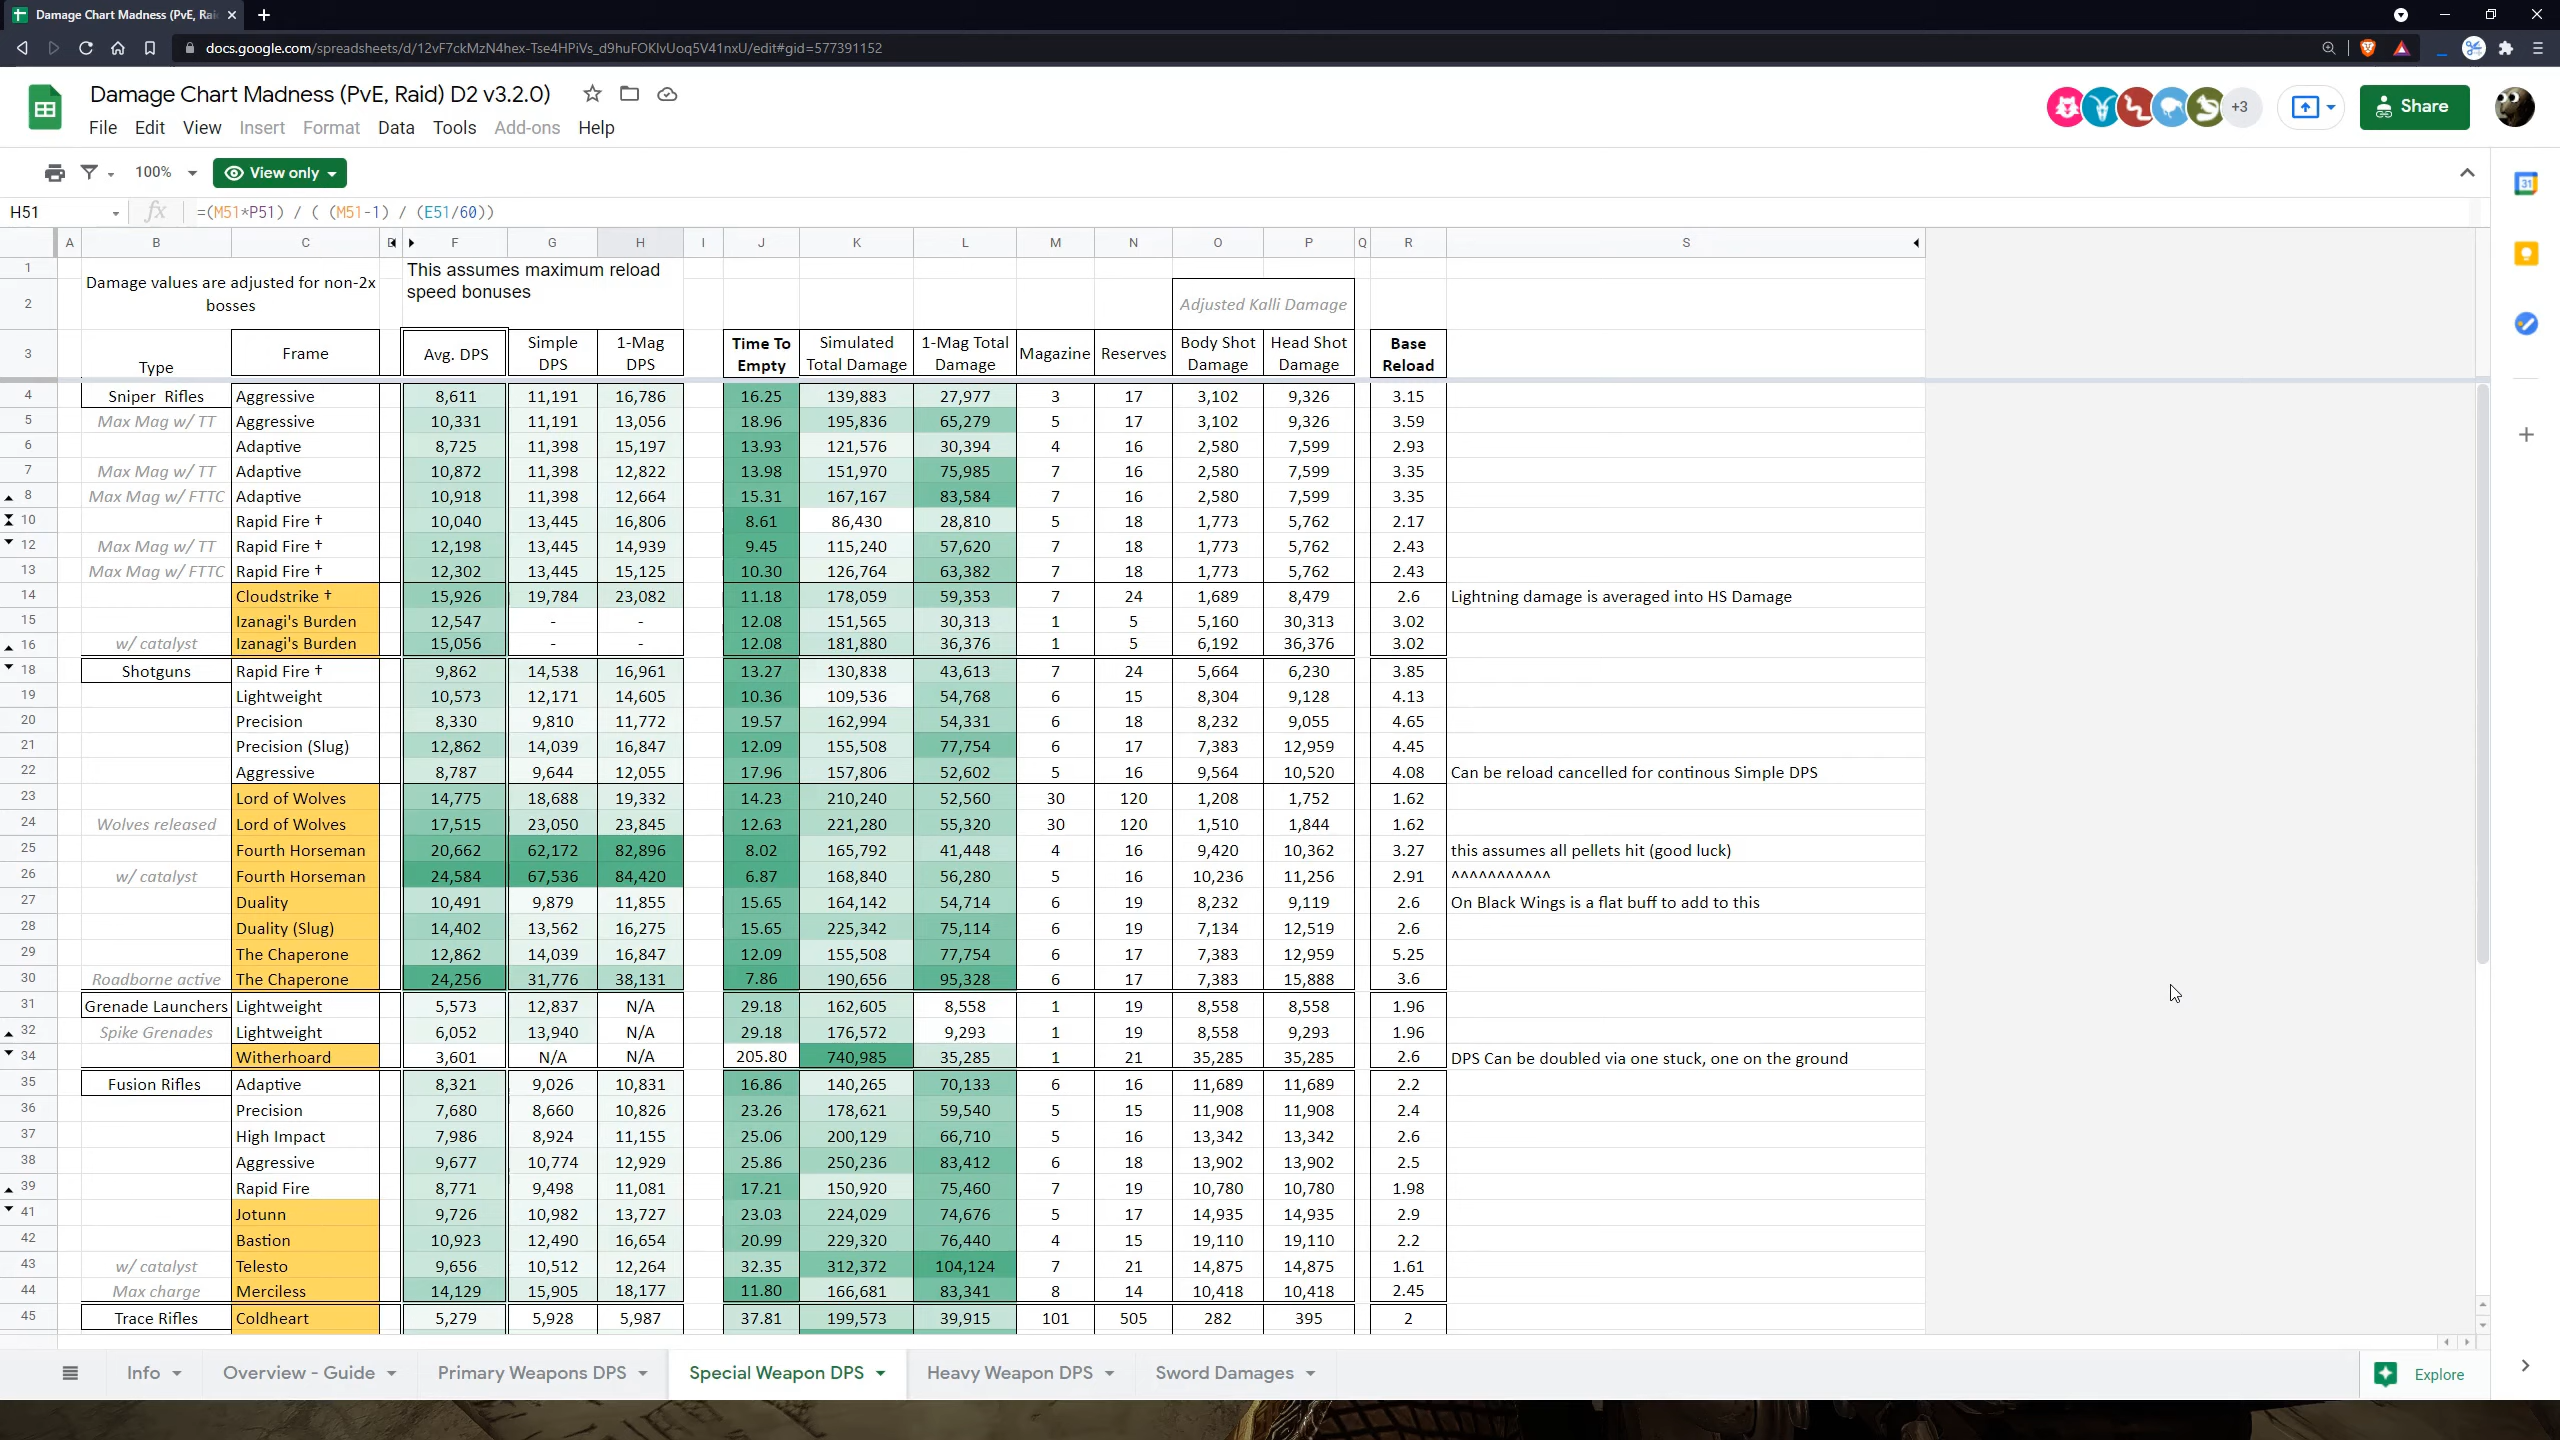 Damage Chart Madness (PvE, Rai
docs.google.com/spreadsheets/d/12vF7ckMzN4hex-Tse4HPiVs_d9huFOKlvUoq5V41nxU/edit#gid=577391152
Damage Chart Madness (PvE, Raid) D2 v3.2.0)
+3
Share
File Edit View Insert Format Data Tools Add-ons Help
100% View only
31
H51 fx =(M51*P51) / ( (M51-1) / (E51/60))
A B C F G H I J K L M N O P Q R S
1
2
3
Damage values are adjusted for non-2x
bosses
This assumes maximum reload
speed bonuses
Adjusted Kalli Damage
Type Frame Avg. DPS Simple DPS 1-Mag DPS Time To Empty Simulated Total Damage 1-Mag Total Damage Magazine Reserves Body Shot Damage Head Shot Damage Base Reload
4 Sniper Rifles Aggressive 8,611 11,191 16,786 16.25 139,883 27,977 3 17 3,102 9,326 3.15
5 Max Mag w/ TT Aggressive 10,331 11,191 13,056 18.96 195,836 65,279 5 17 3,102 9,326 3.59
6 Adaptive 8,725 11,398 15,197 13.93 121,576 30,394 4 16 2,580 7,599 2.93
7 Max Mag w/ TT Adaptive 10,872 11,398 12,822 13.98 151,970 75,985 7 16 2,580 7,599 3.35
8 Max Mag w/ FTTC Adaptive 10,918 11,398 12,664 15.31 167,167 83,584 7 16 2,580 7,599 3.35
10 Rapid Fire † 10,040 13,445 16,806 8.61 86,430 28,810 5 18 1,773 5,762 2.17
12 Max Mag w/ TT Rapid Fire † 12,198 13,445 14,939 9.45 115,240 57,620 7 18 1,773 5,762 2.43
13 Max Mag w/ FTTC Rapid Fire † 12,302 13,445 15,125 10.30 126,764 63,382 7 18 1,773 5,762 2.43
14 Cloudstrike † 15,926 19,784 23,082 11.18 178,059 59,353 7 24 1,689 8,479 2.6 Lightning damage is averaged into HS Damage
15 Izanagi's Burden 12,547 - - 12.08 151,565 30,313 1 5 5,160 30,313 3.02
16 w/ catalyst Izanagi's Burden 15,056 - - 12.08 181,880 36,376 1 5 6,192 36,376 3.02
18 Shotguns Rapid Fire † 9,862 14,538 16,961 13.27 130,838 43,613 7 24 5,664 6,230 3.85
19 Lightweight 10,573 12,171 14,605 10.36 109,536 54,768 6 15 8,304 9,128 4.13
20 Precision 8,330 9,810 11,772 19.57 162,994 54,331 6 18 8,232 9,055 4.65
21 Precision (Slug) 12,862 14,039 16,847 12.09 155,508 77,754 6 17 7,383 12,959 4.45
22 Aggressive 8,787 9,644 12,055 17.96 157,806 52,602 5 16 9,564 10,520 4.08 Can be reload cancelled for continous Simple DPS
23 Lord of Wolves 14,775 18,688 19,332 14.23 210,240 52,560 30 120 1,208 1,752 1.62
24 Wolves released Lord of Wolves 17,515 23,050 23,845 12.63 221,280 55,320 30 120 1,510 1,844 1.62
25 Fourth Horseman 20,662 62,172 82,896 8.02 165,792 41,448 4 16 9,420 10,362 3.27 this assumes all pellets hit (good luck)
26 w/ catalyst Fourth Horseman 24,584 67,536 84,420 6.87 168,840 56,280 5 16 10,236 11,256 2.91 ^^^^^^^^^^^
27 Duality 10,491 9,879 11,855 15.65 164,142 54,714 6 19 8,232 9,119 2.6 On Black Wings is a flat buff to add to this
28 Duality (Slug) 14,402 13,562 16,275 15.65 225,342 75,114 6 19 7,134 12,519 2.6
29 The Chaperone 12,862 14,039 16,847 12.09 155,508 77,754 6 17 7,383 12,959 5.25
30 Roadborne active The Chaperone 24,256 31,776 38,131 7.86 190,656 95,328 6 17 7,383 15,888 3.6
31 Grenade Launchers Lightweight 5,573 12,837 N/A 29.18 162,605 8,558 1 19 8,558 8,558 1.96
32 Spike Grenades Lightweight 6,052 13,940 N/A 29.18 176,572 9,293 1 19 8,558 9,293 1.96
34 Witherhoard 3,601 N/A N/A 205.80 740,985 35,285 1 21 35,285 35,285 2.6 DPS Can be doubled via one stuck, one on the ground
35 Fusion Rifles Adaptive 8,321 9,026 10,831 16.86 140,265 70,133 6 16 11,689 11,689 2.2
36 Precision 7,680 8,660 10,826 23.26 178,621 59,540 5 15 11,908 11,908 2.4
37 High Impact 7,986 8,924 11,155 25.06 200,129 66,710 5 16 13,342 13,342 2.6
38 Aggressive 9,677 10,774 12,929 25.86 250,236 83,412 6 18 13,902 13,902 2.5
39 Rapid Fire 8,771 9,498 11,081 17.21 150,920 75,460 7 19 10,780 10,780 1.98
41 Jotunn 9,726 10,982 13,727 23.03 224,029 74,676 5 17 14,935 14,935 2.9
42 Bastion 10,923 12,490 16,654 20.99 229,320 76,440 4 15 19,110 19,110 2.2
43 w/ catalyst Telesto 9,656 10,512 12,264 32.35 312,372 104,124 7 21 14,875 14,875 1.61
44 Max charge Merciless 14,129 15,905 18,177 11.80 166,681 83,341 8 14 10,418 10,418 2.45
45 Trace Rifles Coldheart 5,279 5,928 5,987 37.81 199,573 39,915 101 505 282 395 2
Info Overview - Guide Primary Weapons DPS Special Weapon DPS Heavy Weapon DPS Sword Damages Explore